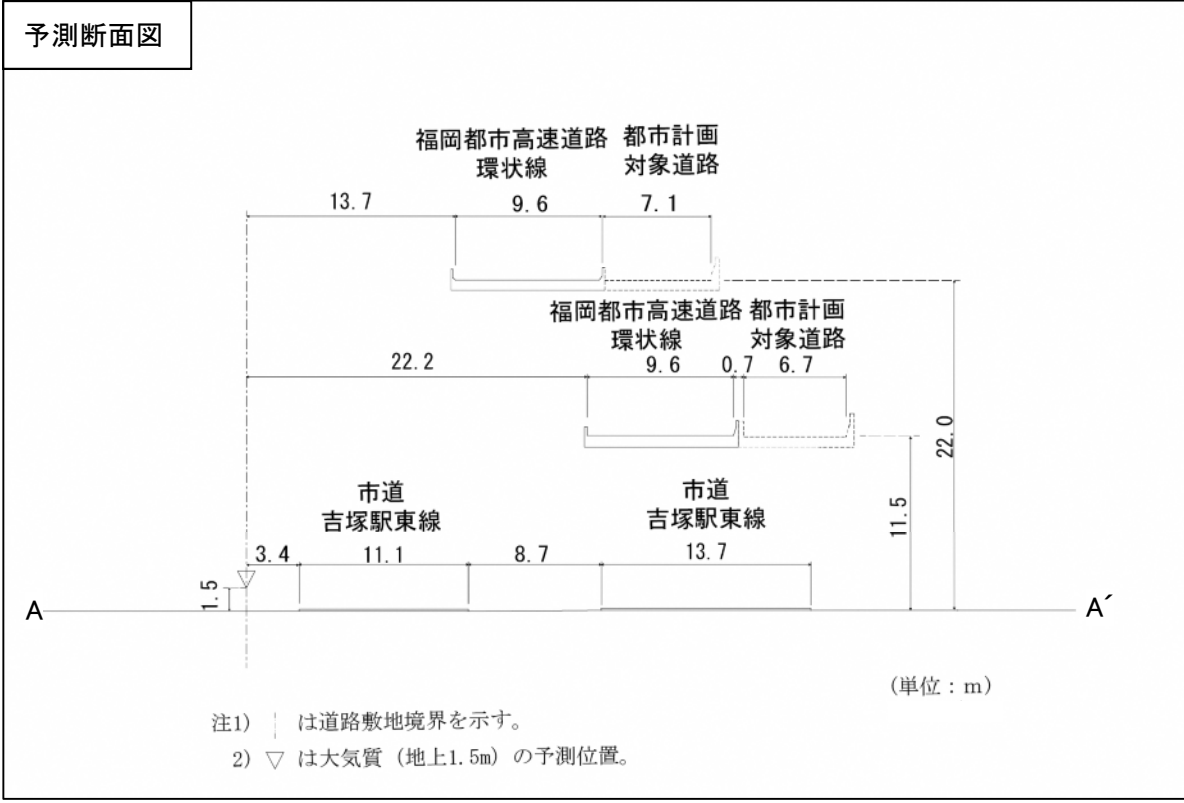 予測断面図
福岡都市高速道路
環状線
都市計画
対象道路
13.7 9.6 7.1
福岡都市高速道路
環状線
都市計画
対象道路
22.2 9.6 0.7 6.7
22.0
11.5
市道
吉塚駅東線
市道
吉塚駅東線
3.4 11.1 8.7 13.7
1.5
A A´
(単位：m)
注1) ¦ は道路敷地境界を示す。
2) ▽ は大気質（地上1.5m）の予測位置。